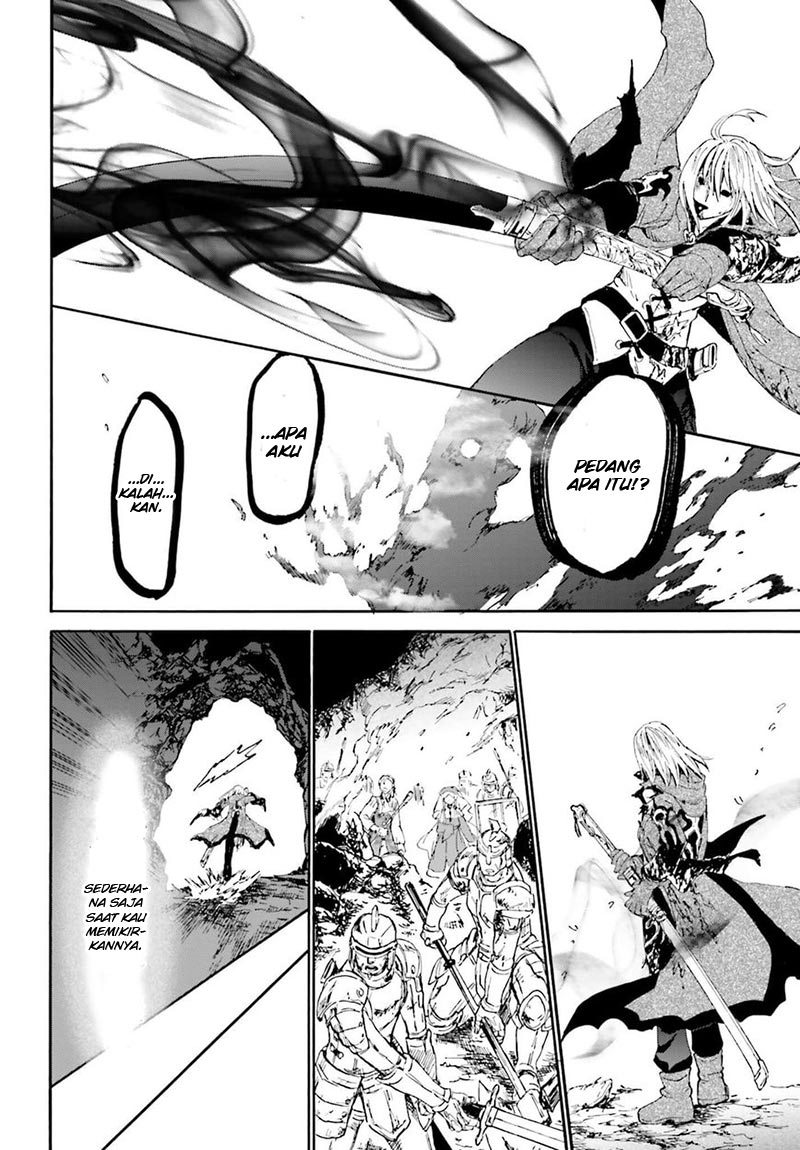 PEDANG
APA ITU!?
...APA
AKU
...DI...
KALAH...
KAN.
SEDERHA-
NA SAJA
SAAT KAU
MEMIKIR-
KANNYA.